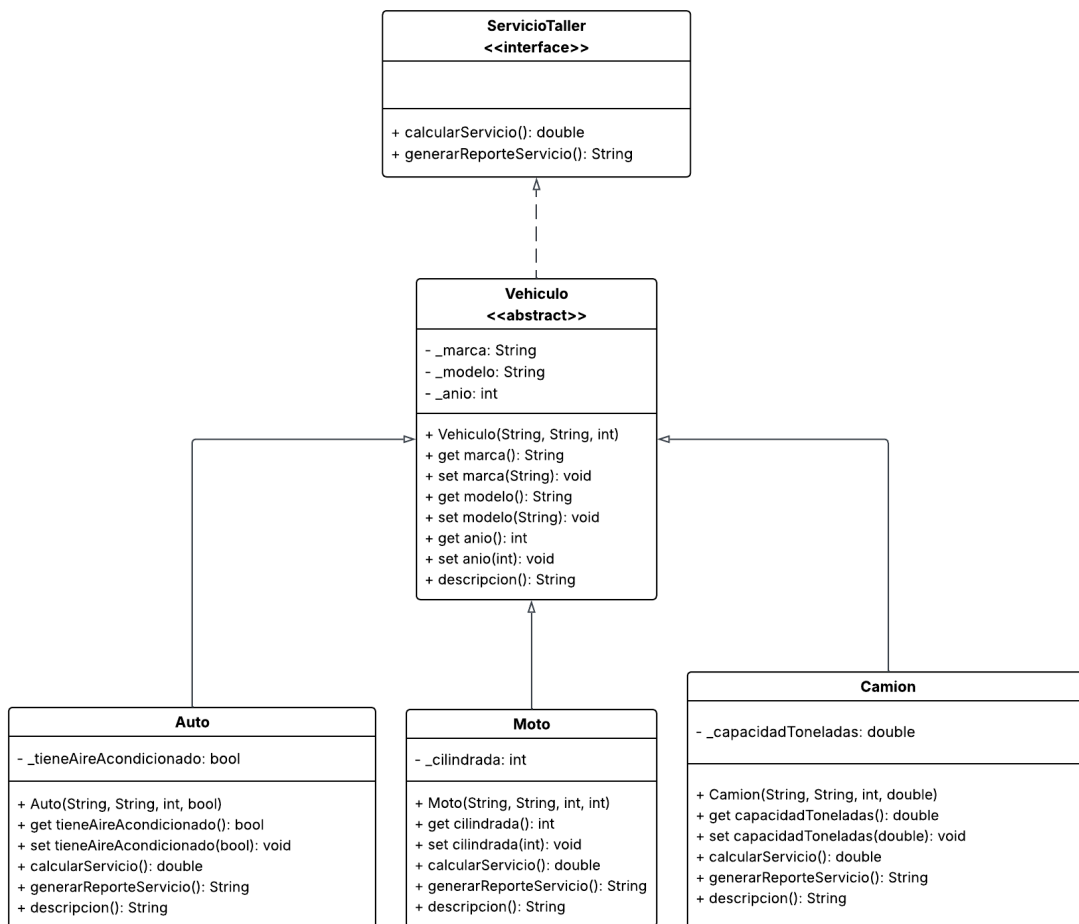 ServicioTaller
<<interface>>
+ calcularServicio(): double
+ generarReporteServicio(): String
Vehiculo
<<abstract>>
- _marca: String
- _modelo: String
- _anio: int
+ Vehiculo(String, String, int)
+ get marca(): String
+ set marca(String): void
+ get modelo(): String
+ set modelo(String): void
+ get anio(): int
+ set anio(int): void
+ descripcion(): String
Auto
- _tieneAireAcondicionado: bool
+ Auto(String, String, int, bool)
+ get tieneAireAcondicionado(): bool
+ set tieneAireAcondicionado(bool): void
+ calcularServicio(): double
+ generarReporteServicio(): String
+ descripcion(): String
Moto
- _cilindrada: int
+ Moto(String, String, int, int)
+ get cilindrada(): int
+ set cilindrada(int): void
+ calcularServicio(): double
+ generarReporteServicio(): String
+ descripcion(): String
Camion
- _capacidadToneladas: double
+ Camion(String, String, int, double)
+ get capacidadToneladas(): double
+ set capacidadToneladas(double): void
+ calcularServicio(): double
+ generarReporteServicio(): String
+ descripcion(): String